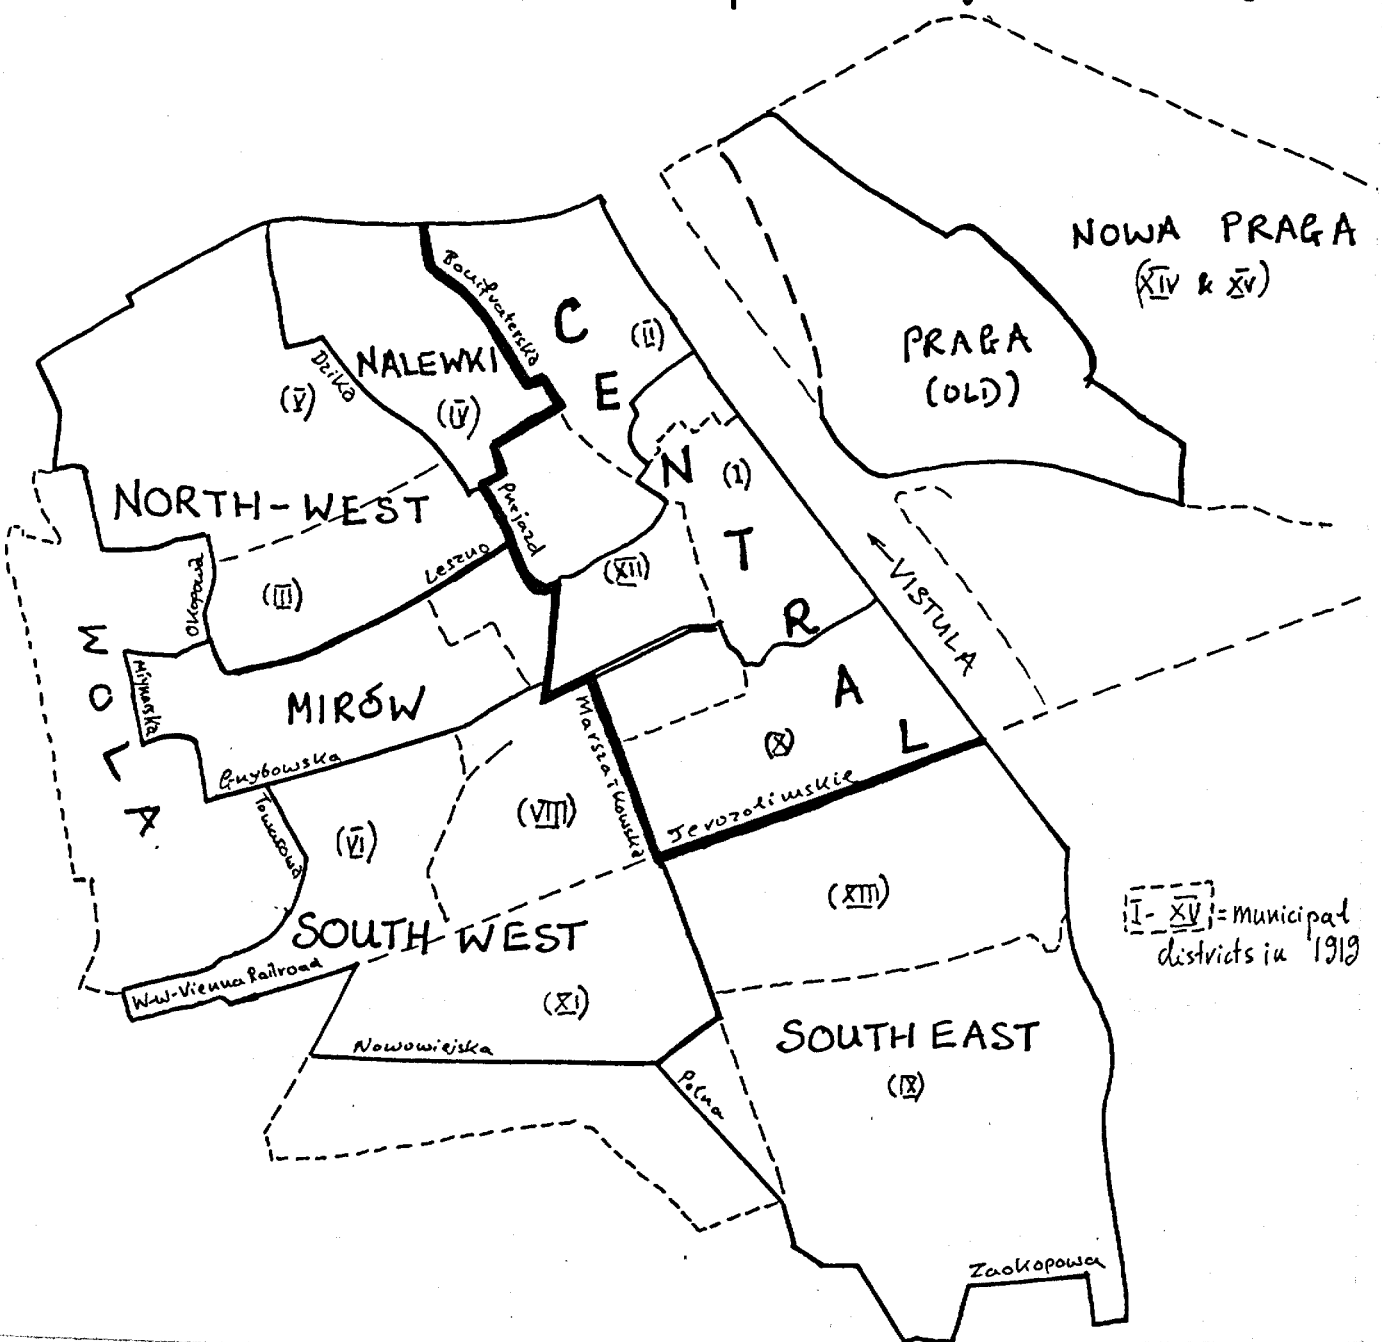 NOWA PRAGA
(XIV & XV)
PRAGA
(OLD)
Bonifraterska
C
E
N
T
R
A
L
(II)
Dzika
NALEWKI
(IV)
(V)
NORTH-WEST
(I)
Przejazd
Leszno
(XII)
Okopowa
(III)
VISTULA
WOLA
Młynarska
MIRÓW
Marszałkowska
Grzybowska
(X)
Jerozolimskie
Towarowa
(VI)
(VIII)
(XIII)
I-XV = municipal
districts in 1919
SOUTH WEST
W-W-Vienna Railroad
(XI)
SOUTH EAST
(IX)
Nowowiejska
Polna
Zaokopowa